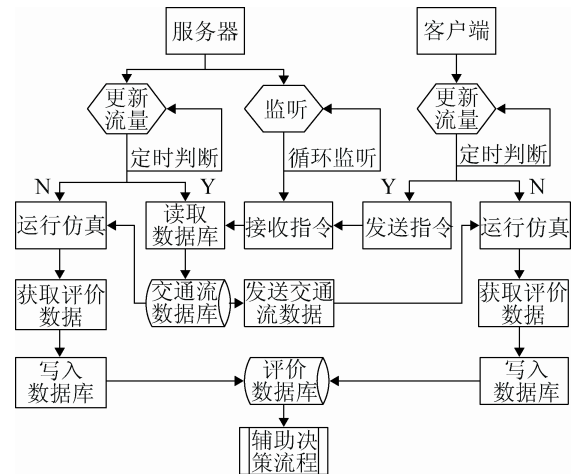 服务器
客户端
更新
流量
监听
更新
流量
定时判断
循环监听
定时判断
N
Y
Y
N
运行仿真
读取
数据库
接收指令
发送指令
运行仿真
获取评价
数据
交通流
数据库
发送交通
流数据
获取评价
数据
写入
数据库
评价
数据库
写入
数据库
辅助决
策流程